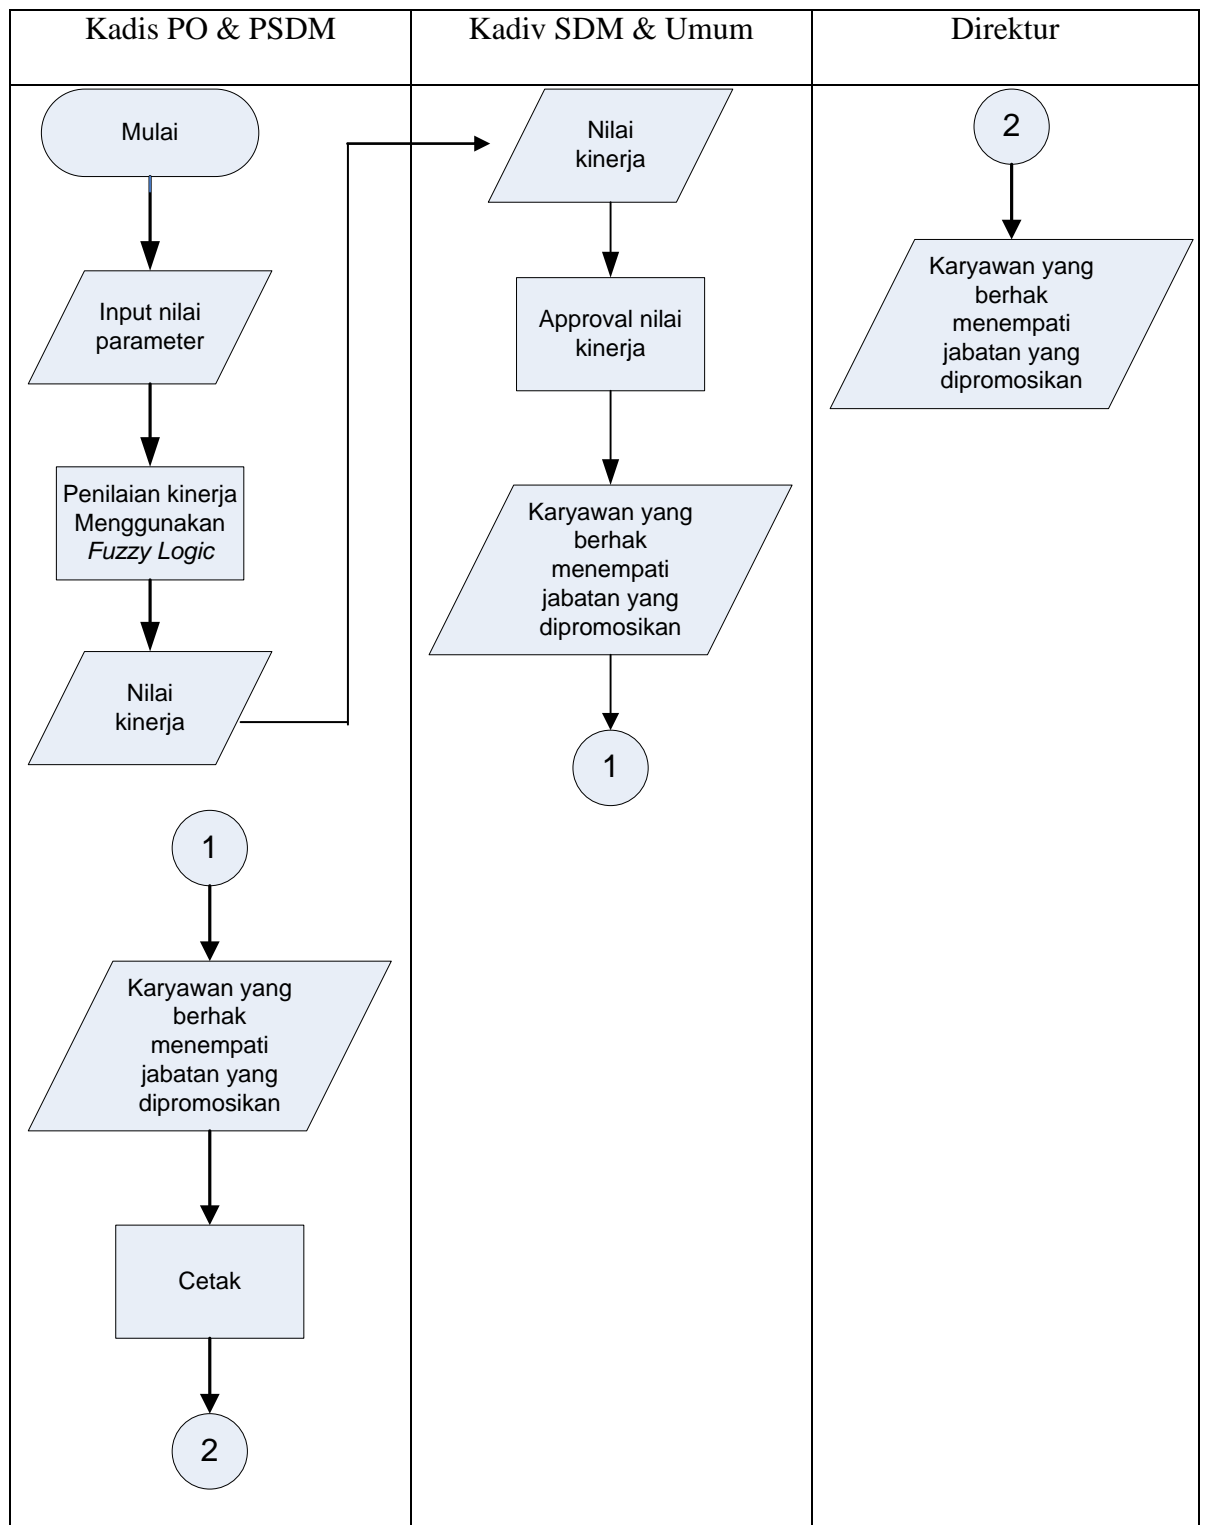 Kadis PO & PSDM
Kadiv SDM & Umum
Direktur
Mulai
Input nilai
parameter
Penilaian kinerja
Menggunakan
Fuzzy Logic
Nilai
kinerja
1
Karyawan yang
berhak
menempati
jabatan yang
dipromosikan
Cetak
2
Nilai
kinerja
Approval nilai
kinerja
Karyawan yang
berhak
menempati
jabatan yang
dipromosikan
1
2
Karyawan yang
berhak
menempati
jabatan yang
dipromosikan